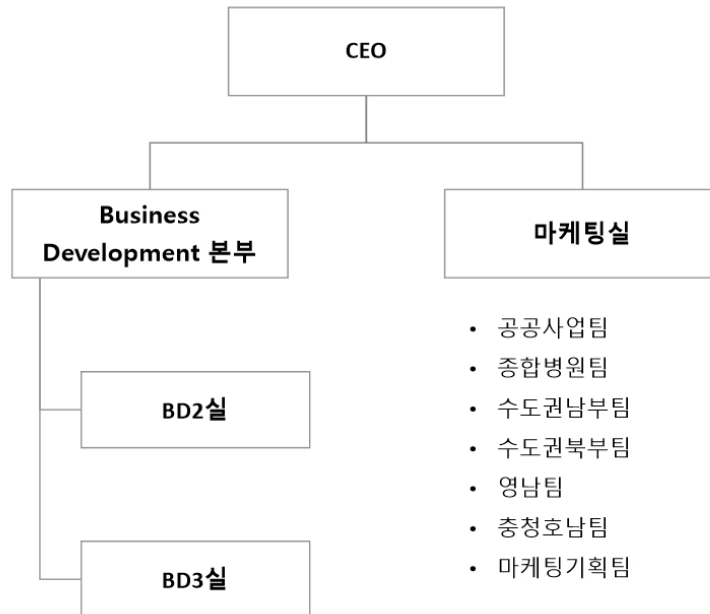 CEO
Business
Development 본부
마케팅실
• 공공사업팀
• 종합병원팀
• 수도권남부팀
• 수도권북부팀
• 영남팀
• 충청호남팀
• 마케팅기획팀
BD2실
BD3실